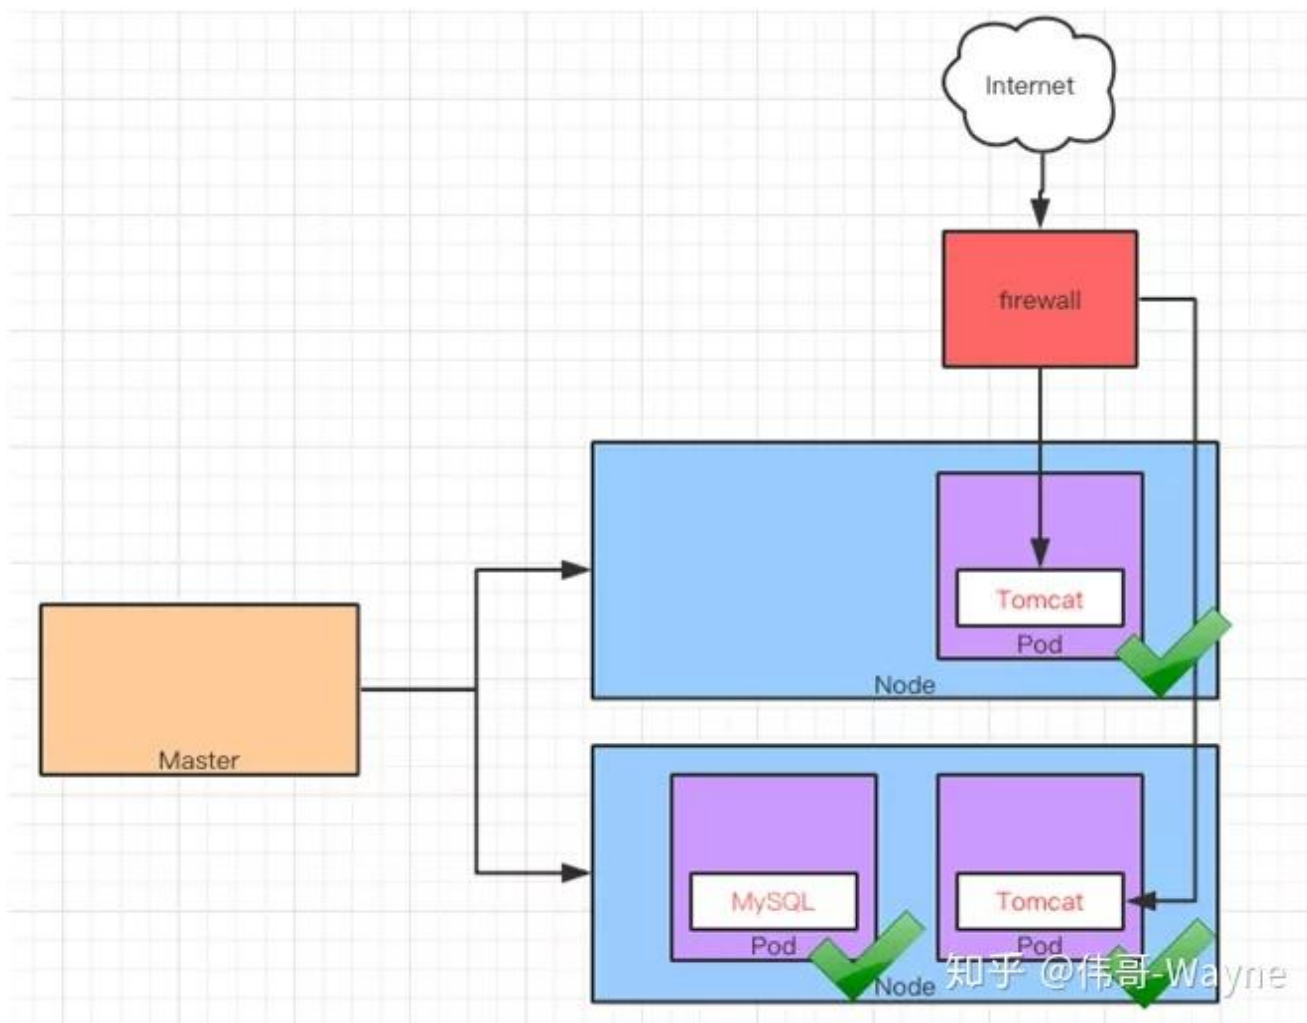 Internet
firewall
Tomcat
Pod
Node
Master
MySQL
Tomcat
Pod
Pod
Node
知乎 @伟哥-Wayne